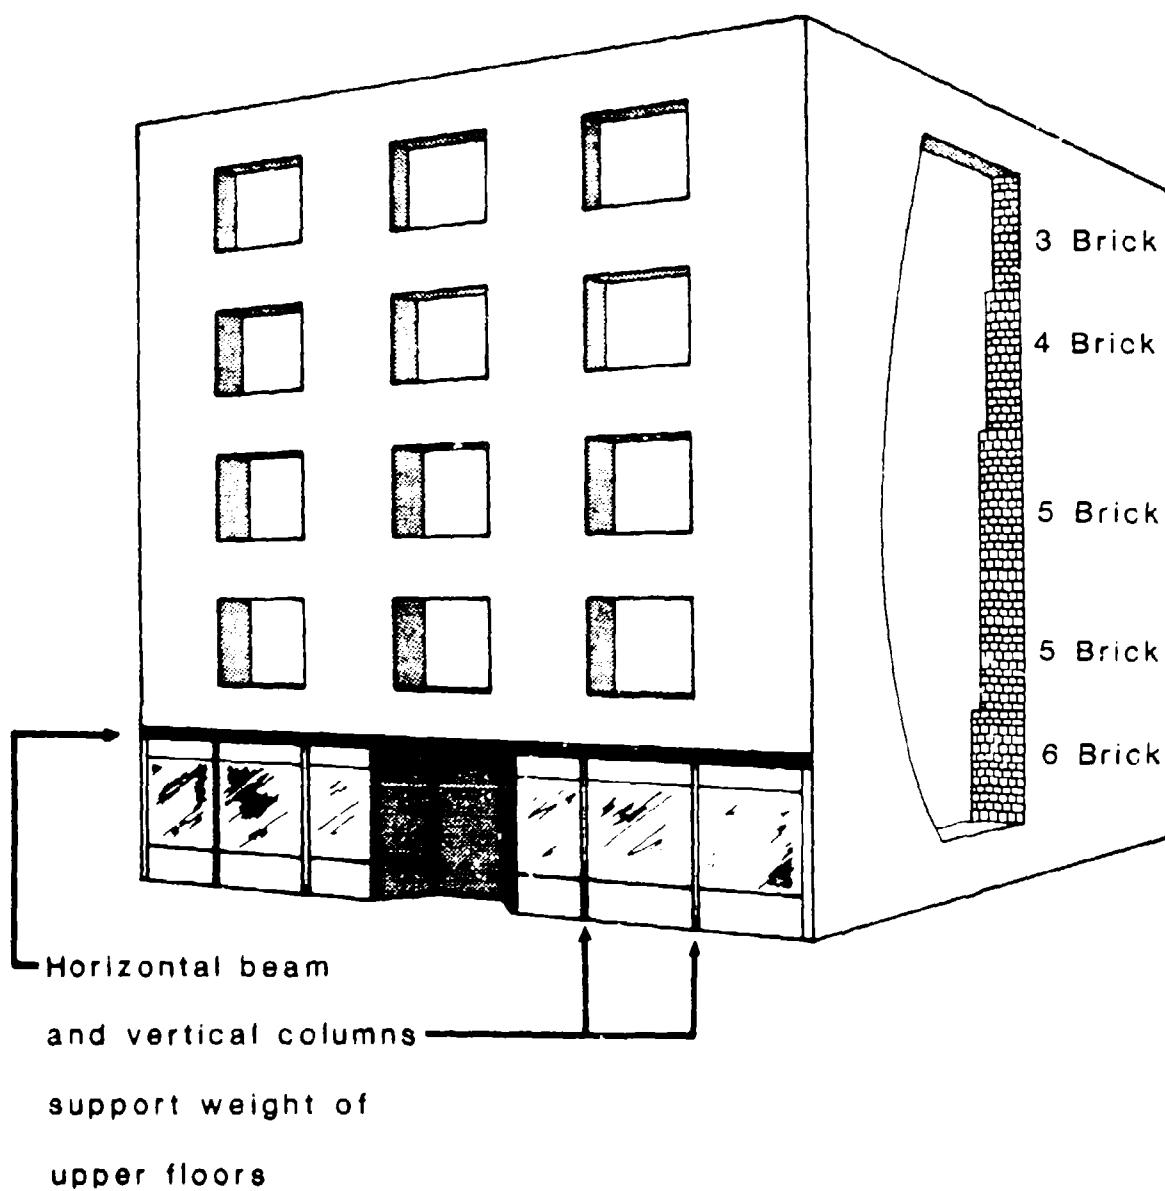 3 Brick
4 Brick
5 Brick
5 Brick
6 Brick
Horizontal beam
and vertical columns
support weight of
upper floors